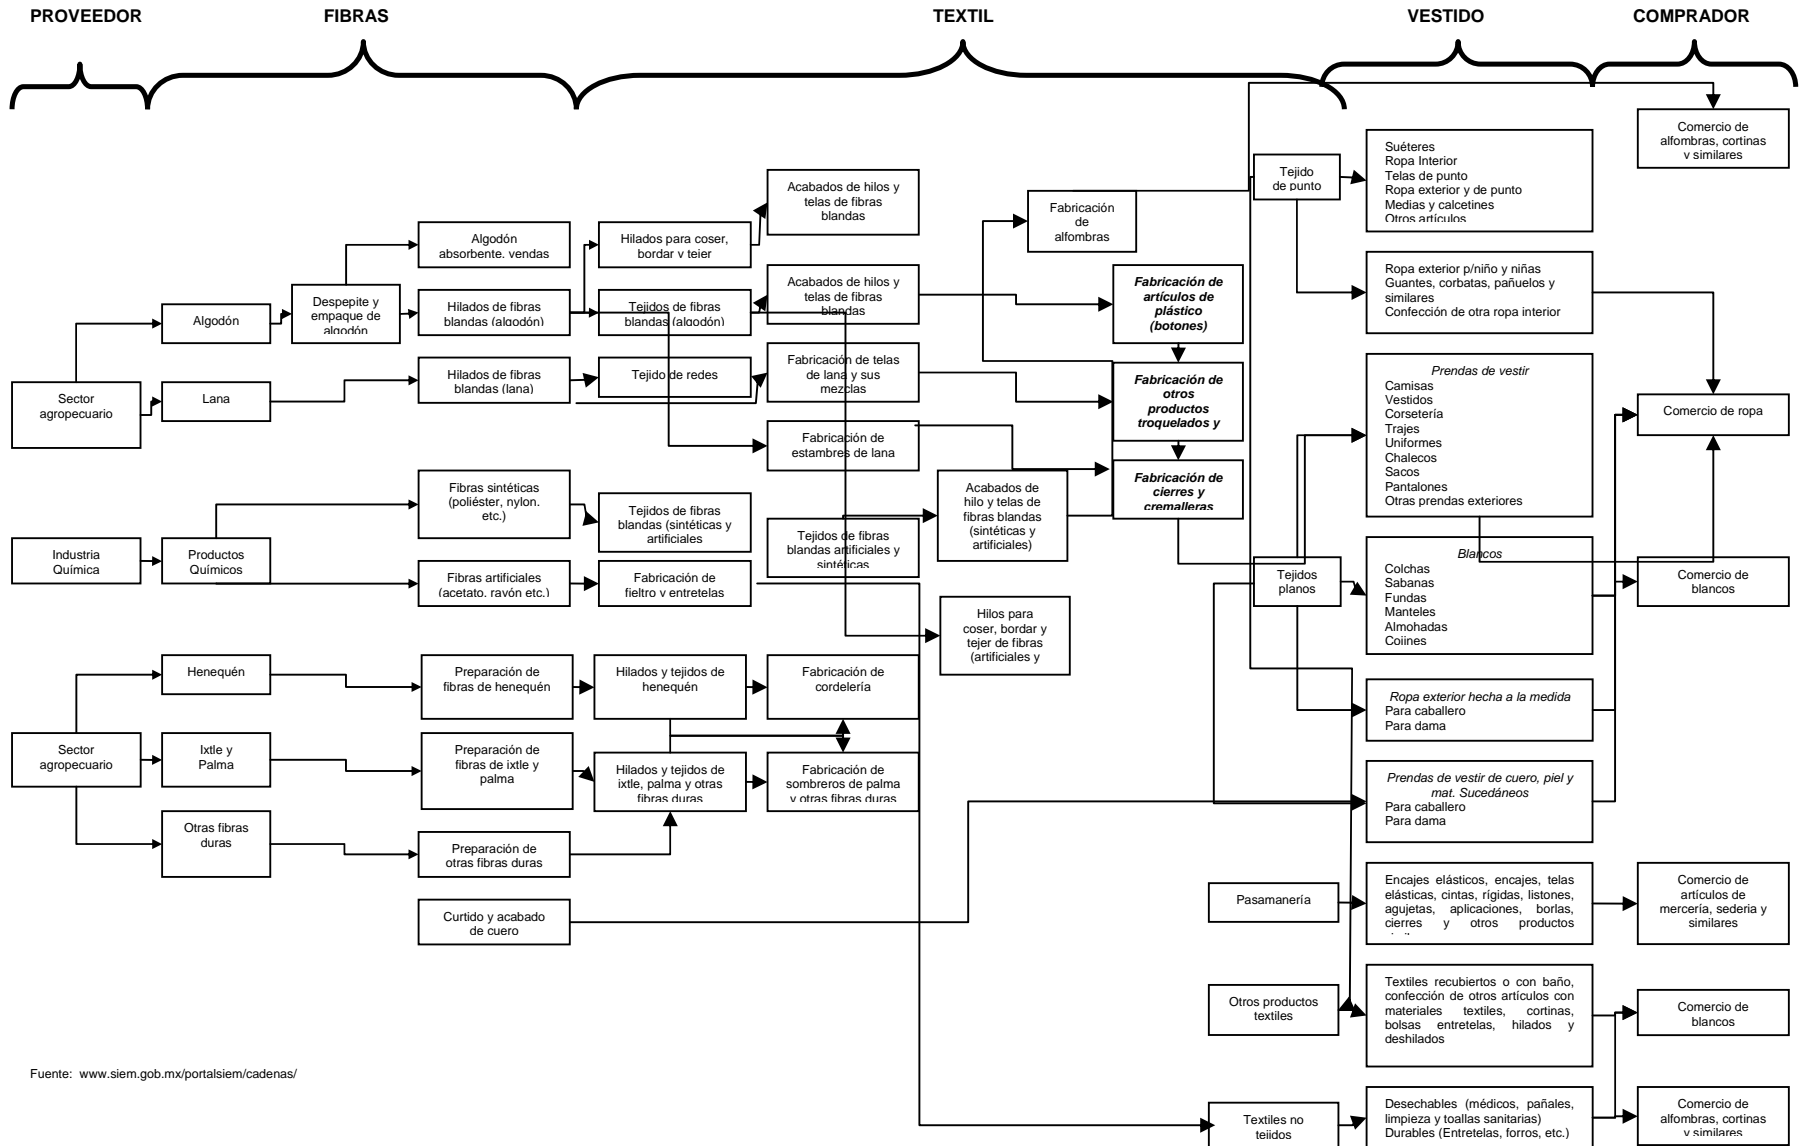 PROVEEDOR
FIBRAS
TEXTIL
VESTIDO
COMPRADOR
Sector
agropecuario
Industria
Química
Sector
agropecuario
Algodón
Lana
Productos
Químicos
Henequén
Ixtle y
Palma
Otras fibras
duras
Despepite y
empaque de
algodón
Algodón
absorbente. vendas
Hilados de fibras
blandas (algodón)
Hilados de fibras
blandas (lana)
Fibras sintéticas
(poliéster, nylon.
etc.)
Fibras artificiales
(acetato. rayón etc.)
Preparación de
fibras de henequén
Preparación de
fibras de ixtle y
palma
Preparación de
otras fibras duras
Curtido y acabado
de cuero
Hilados para coser,
bordar y tejer
Tejidos de fibras
blandas (algodón)
Tejido de redes
Tejidos de fibras
blandas (sintéticas y
artificiales
Fabricación de
fieltro y entretelas
Hilados y tejidos de
henequén
Hilados y tejidos de
ixtle, palma y otras
fibras duras
Acabados de hilos y
telas de fibras
blandas
Acabados de hilos y
telas de fibras
blandas
Fabricación de telas
de lana y sus
mezclas
Fabricación de
estambres de lana
Tejidos de fibras
blandas artificiales y
sintéticas
Fabricación de
cordelería
Fabricación de
sombreros de palma
y otras fibras duras
Acabados de
hilo y telas de
fibras blandas
(sintéticas y
artificiales)
Hilos para
coser, bordar y
tejer de fibras
(artificiales y
Fabricación
de
alfombras
Fabricación de
artículos de
plástico
(botones)
Fabricación de
otros
productos
troquelados y
Fabricación de
cierres y
cremalleras
Tejido
de punto
Tejidos
planos
Pasamanería
Otros productos
textiles
Textiles no
tejidos
Suéteres
Ropa Interior
Telas de punto
Ropa exterior y de punto
Medias y calcetines
Otros artículos
Ropa exterior p/niño y niñas
Guantes, corbatas, pañuelos y
similares
Confección de otra ropa interior
Prendas de vestir
Camisas
Vestidos
Corsetería
Trajes
Uniformes
Chalecos
Sacos
Pantalones
Otras prendas exteriores
Blancos
Colchas
Sabanas
Fundas
Manteles
Almohadas
Cojines
Ropa exterior hecha a la medida
Para caballero
Para dama
Prendas de vestir de cuero, piel y
mat. Sucedáneos
Para caballero
Para dama
Encajes elásticos, encajes, telas
elásticas, cintas, rígidas, listones,
agujetas, aplicaciones, borlas,
cierres y otros productos
Textiles recubiertos o con baño,
confección de otros artículos con
materiales textiles, cortinas,
bolsas entretelas, hilados y
deshilados
Desechables (médicos, pañales,
limpieza y toallas sanitarias)
Durables (Entretelas, forros, etc.)
Comercio de
alfombras, cortinas
y similares
Comercio de ropa
Comercio de
blancos
Comercio de
artículos de
mercería, sederia y
similares
Comercio de
blancos
Comercio de
alfombras, cortinas
y similares
Fuente: www.siem.gob.mx/portalsiem/cadenas/